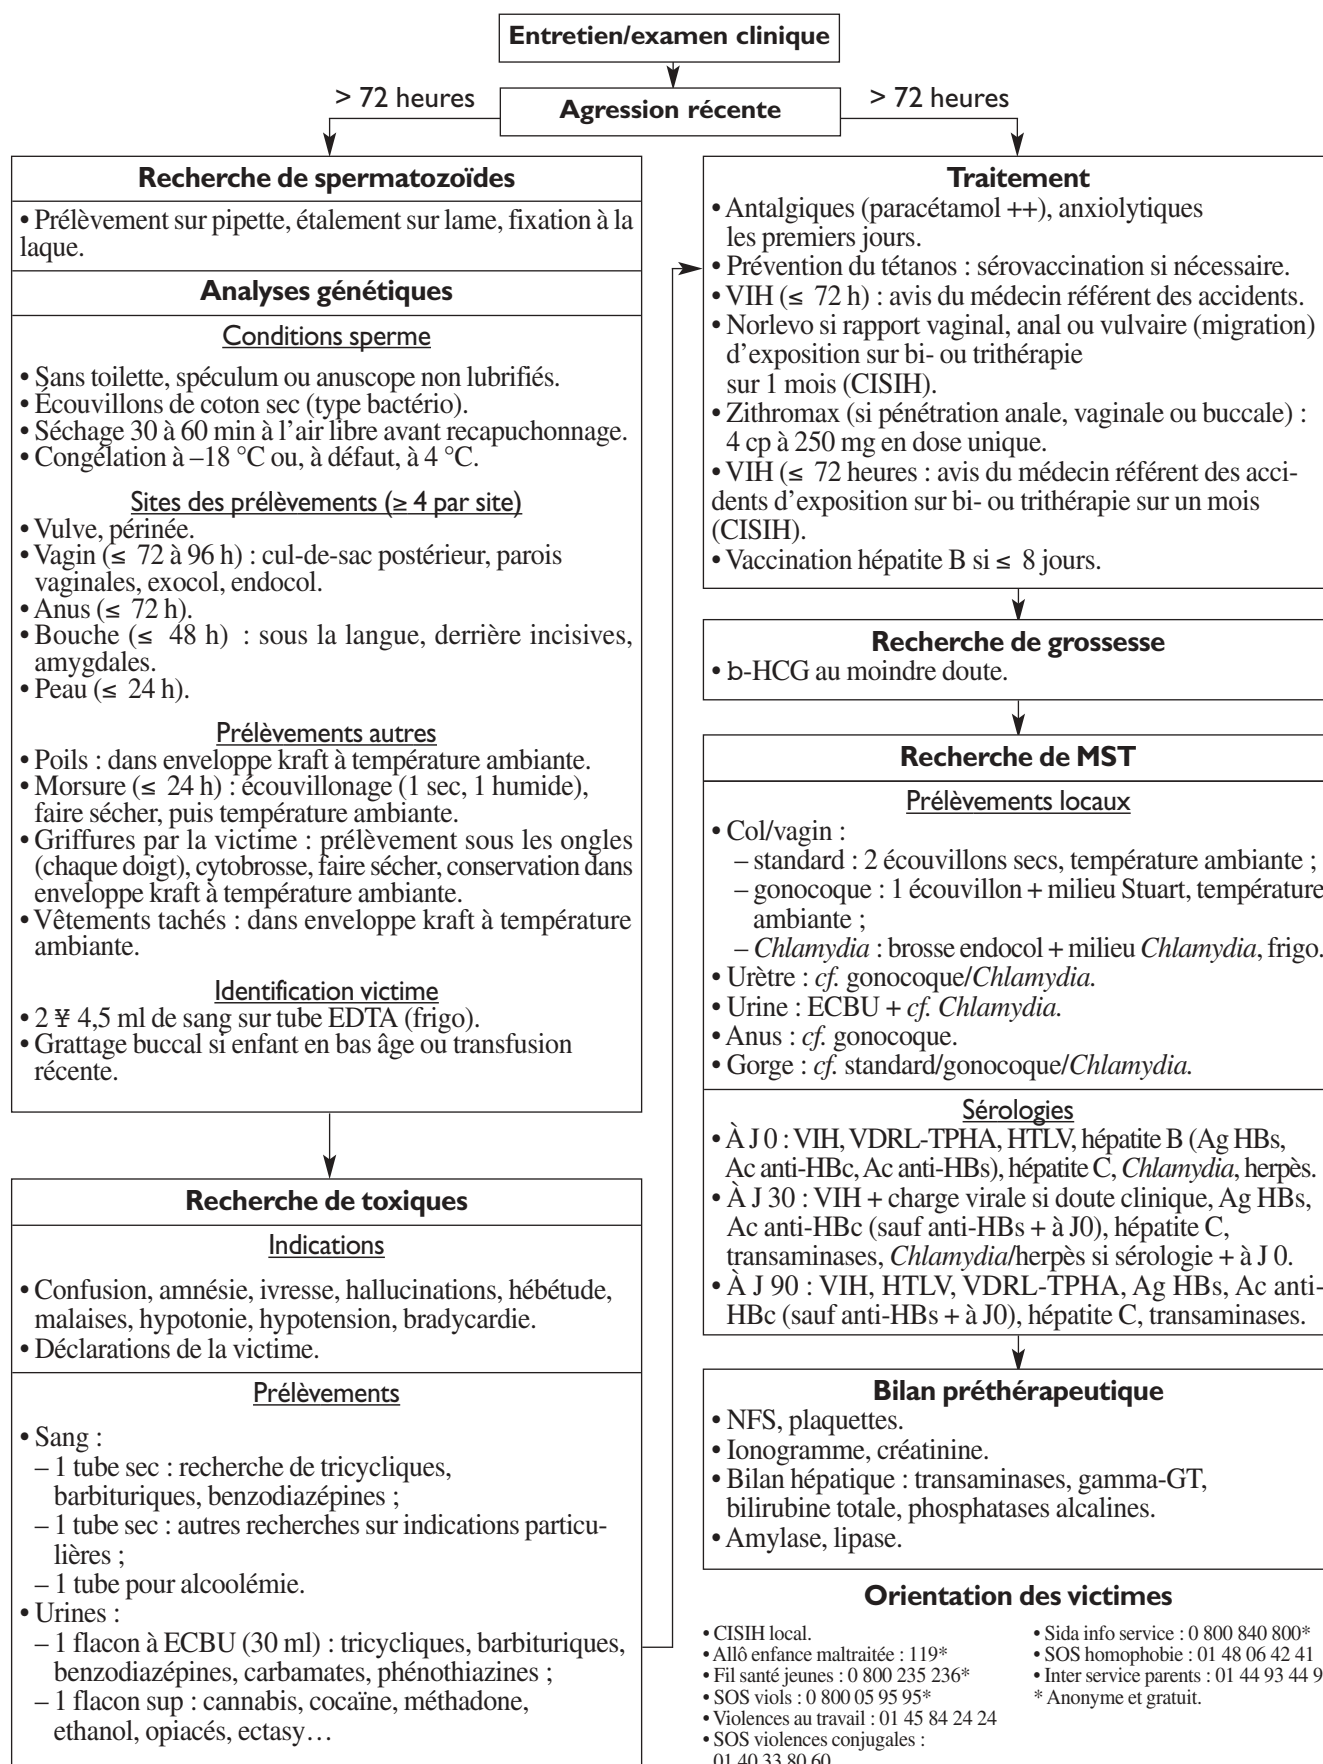 Entretien/examen clinique
> 72 heures
Agression récente
> 72 heures
Recherche de spermatozoïdes
• Prélèvement sur pipette, étalement sur lame, fixation à la
laque.
Analyses génétiques
Conditions sperme
• Sans toilette, spéculum ou anuscope non lubrifiés.
• Écouvillons de coton sec (type bactério).
• Séchage 30 à 60 min à l’air libre avant recapuchonnage.
• Congélation à –18 °C ou, à défaut, à 4 °C.
Sites des prélèvements (≥ 4 par site)
• Vulve, périnée.
• Vagin (≤ 72 à 96 h) : cul-de-sac postérieur, parois
vaginales, exocol, endocol.
• Anus (≤ 72 h).
• Bouche (≤ 48 h) : sous la langue, derrière incisives,
amygdales.
• Peau (≤ 24 h).
Prélèvements autres
• Poils : dans enveloppe kraft à température ambiante.
• Morsure (≤ 24 h) : écouvillonage (1 sec, 1 humide),
faire sécher, puis température ambiante.
• Griffures par la victime : prélèvement sous les ongles
(chaque doigt), cytobrosse, faire sécher, conservation dans
enveloppe kraft à température ambiante.
• Vêtements tachés : dans enveloppe kraft à température
ambiante.
Identification victime
• 2 ¥ 4,5 ml de sang sur tube EDTA (frigo).
• Grattage buccal si enfant en bas âge ou transfusion
récente.
Recherche de toxiques
Indications
• Confusion, amnésie, ivresse, hallucinations, hébétude,
malaises, hypotonie, hypotension, bradycardie.
• Déclarations de la victime.
Prélèvements
• Sang :
– 1 tube sec : recherche de tricycliques,
barbituriques, benzodiazépines ;
– 1 tube sec : autres recherches sur indications particu-
lières ;
– 1 tube pour alcoolémie.
• Urines :
– 1 flacon à ECBU (30 ml) : tricycliques, barbituriques,
benzodiazépines, carbamates, phénothiazines ;
– 1 flacon sup : cannabis, cocaïne, méthadone,
ethanol, opiacés, ectasy…
Traitement
• Antalgiques (paracétamol ++), anxiolytiques
les premiers jours.
• Prévention du tétanos : sérovaccination si nécessaire.
• VIH (≤ 72 h) : avis du médecin référent des accidents.
• Norlevo si rapport vaginal, anal ou vulvaire (migration)
d’exposition sur bi- ou trithérapie
sur 1 mois (CISIH).
• Zithromax (si pénétration anale, vaginale ou buccale) :
4 cp à 250 mg en dose unique.
• VIH (≤ 72 heures : avis du médecin référent des acci-
dents d’exposition sur bi- ou trithérapie sur un mois
(CISIH).
• Vaccination hépatite B si ≤ 8 jours.
Recherche de grossesse
• b-HCG au moindre doute.
Recherche de MST
Prélèvements locaux
• Col/vagin :
– standard : 2 écouvillons secs, température ambiante ;
– gonocoque : 1 écouvillon + milieu Stuart, température
ambiante ;
– Chlamydia : brosse endocol + milieu Chlamydia, frigo.
• Urètre : cf. gonocoque/Chlamydia.
• Urine : ECBU + cf. Chlamydia.
• Anus : cf. gonocoque.
• Gorge : cf. standard/gonocoque/Chlamydia.
Sérologies
• À J 0 : VIH, VDRL-TPHA, HTLV, hépatite B (Ag HBs,
Ac anti-HBc, Ac anti-HBs), hépatite C, Chlamydia, herpès.
• À J 30 : VIH + charge virale si doute clinique, Ag HBs,
Ac anti-HBc (sauf anti-HBs + à J0), hépatite C,
transaminases, Chlamydia/herpès si sérologie + à J 0.
• À J 90 : VIH, HTLV, VDRL-TPHA, Ag HBs, Ac anti-
HBc (sauf anti-HBs + à J0), hépatite C, transaminases.
Bilan préthérapeutique
• NFS, plaquettes.
• Ionogramme, créatinine.
• Bilan hépatique : transaminases, gamma-GT,
bilirubine totale, phosphatases alcalines.
• Amylase, lipase.
Orientation des victimes
• CISIH local.
• Allô enfance maltraitée : 119*
• Fil santé jeunes : 0 800 235 236*
• SOS viols : 0 800 05 95 95*
• Violences au travail : 01 45 84 24 24
• SOS violences conjugales :
01 40 33 80 60
• Sida info service : 0 800 840 800*
• SOS homophobie : 01 48 06 42 41
• Inter service parents : 01 44 93 44 9
* Anonyme et gratuit.